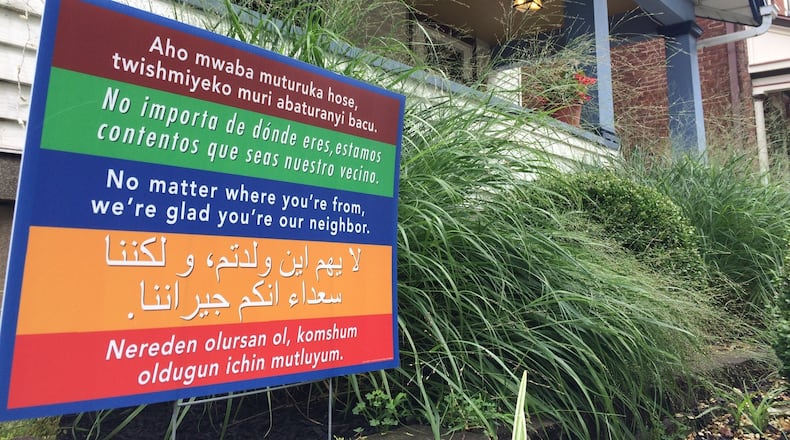 Aho mwaba muturuka hose,
twishmiyeko muri abaturanyi bacu.
No importa de dónde eres, estamos
contentos que seas nuestro vecino.
No matter where you're from,
we're glad you're our neighbor.
لا يهم اين ولدتم، و لكننا
سعداء انكم جيراننا.
Nereden olursan ol, komshum
oldugun ichin mutluyum.